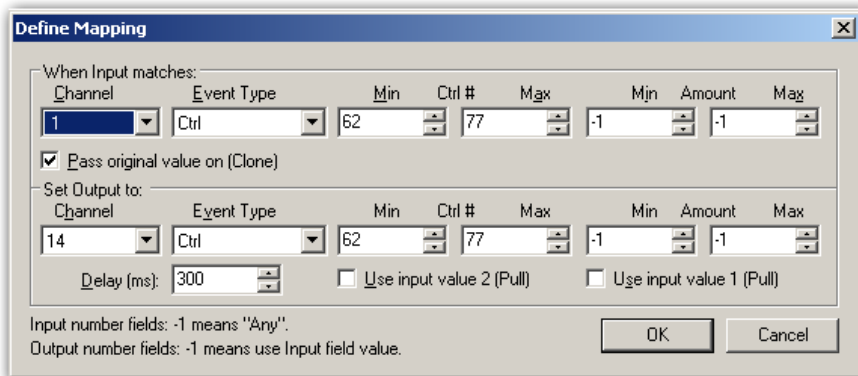 Define Mapping
When Input matches:
Channel Event Type Min Ctrl # Max Min Amount Max
1 Ctrl 62 77 -1 -1
Pass original value on (Clone)
Set Output to:
Channel Event Type Min Ctrl # Max Min Amount Max
14 Ctrl 62 77 -1 -1
Delay (ms): 300 Use input value 2 (Pull) Use input value 1 (Pull)
Input number fields: -1 means "Any".
Output number fields: -1 means use Input field value.
OK Cancel